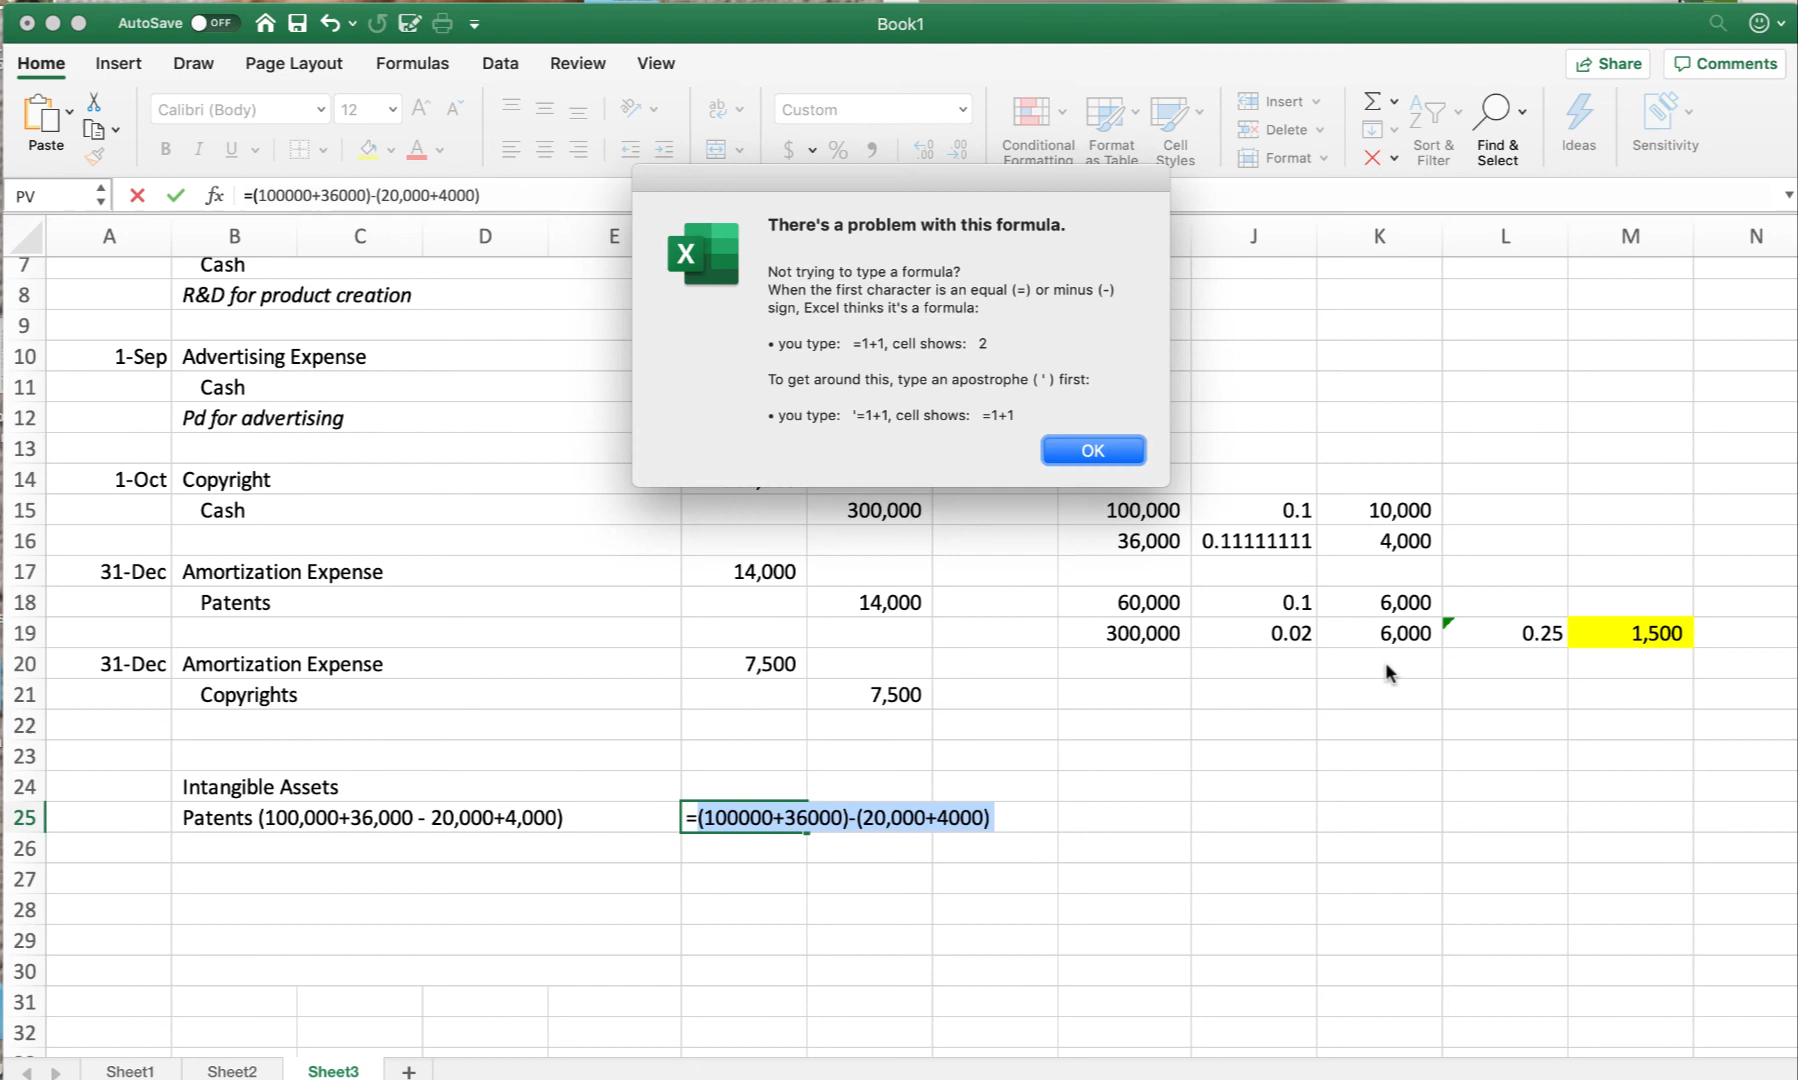 AutoSave OFF Book1
Home Insert Draw Page Layout Formulas Data Review View Share Comments
Paste Calibri (Body) 12 A^ Aˇ ab Custom Insert Σ A Z
B I U A $ % , .00 .0 Delete
Conditional Formatting Format as Table Cell Styles Format Sort & Filter Find & Select Ideas Sensitivity
PV fx =(100000+36000)-(20,000+4000)
There's a problem with this formula.
Not trying to type a formula?
When the first character is an equal (=) or minus (-)
sign, Excel thinks it's a formula:
• you type: =1+1, cell shows: 2
To get around this, type an apostrophe ( ' ) first:
• you type: '=1+1, cell shows: =1+1
OK
A B C D E J K L M N
7 Cash
8 R&D for product creation
9
10 1-Sep Advertising Expense
11 Cash
12 Pd for advertising
13
14 1-Oct Copyright
15 Cash 300,000 100,000 0.1 10,000
16 36,000 0.11111111 4,000
17 31-Dec Amortization Expense 14,000
18 Patents 14,000 60,000 0.1 6,000
19 300,000 0.02 6,000 0.25 1,500
20 31-Dec Amortization Expense 7,500
21 Copyrights 7,500
22
23
24 Intangible Assets
25 Patents (100,000+36,000 - 20,000+4,000) =(100000+36000)-(20,000+4000)
26
27
28
29
30
31
32
Sheet1 Sheet2 Sheet3 +